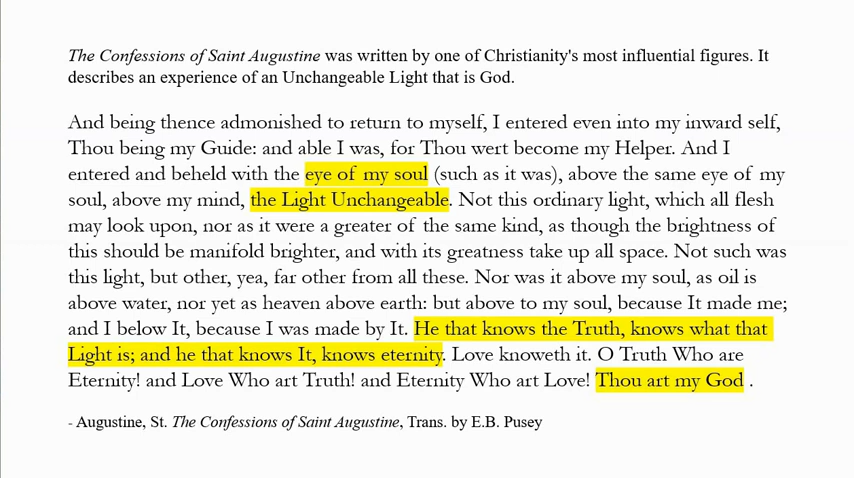 The Confessions of Saint Augustine was written by one of Christianity's most influential figures. It
describes an experience of an Unchangeable Light that is God.
And being thence admonished to return to myself, I entered even into my inward self,
Thou being my Guide: and able I was, for Thou wert become my Helper. And I
entered and beheld with the eye of my soul (such as it was), above the same eye of my
soul, above my mind, the Light Unchangeable. Not this ordinary light, which all flesh
may look upon, nor as it were a greater of the same kind, as though the brightness of
this should be manifold brighter, and with its greatness take up all space. Not such was
this light, but other, yea, far other from all these. Nor was it above my soul, as oil is
above water, nor yet as heaven above earth: but above to my soul, because It made me;
and I below It, because I was made by It. He that knows the Truth, knows what that
Light is; and he that knows It, knows eternity. Love knoweth it. O Truth Who are
Eternity! and Love Who art Truth! and Eternity Who art Love! Thou art my God .
- Augustine, St. The Confessions of Saint Augustine, Trans. by E.B. Pusey